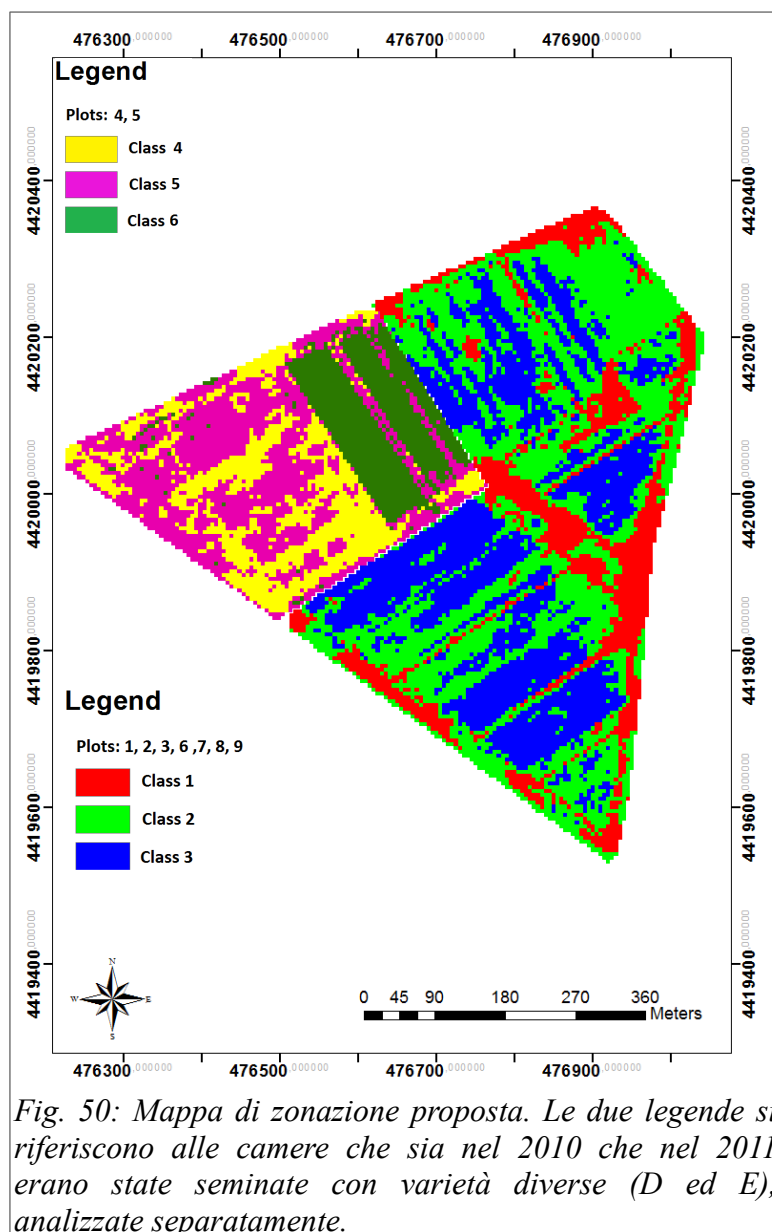 476300,000000 476500,000000 476700,000000 476900,000000
Legend
Plots: 4, 5
Class 4
Class 5
Class 6
4420400,000000 4420400,000000
4420200,000000 4420200,000000
4420000,000000 4420000,000000
4419800,000000 4419800,000000
Legend
Plots: 1, 2, 3, 6 ,7, 8, 9
Class 1
Class 2
Class 3
4419600,000000 4419600,000000
4419400,000000 4419400,000000
N
W E
S
0 45 90 180 270 360
Meters
476300,000000 476500,000000 476700,000000 476900,000000
Fig. 50: Mappa di zonazione proposta. Le due legende si
riferiscono alle camere che sia nel 2010 che nel 2011
erano state seminate con varietà diverse (D ed E),
analizzate separatamente.